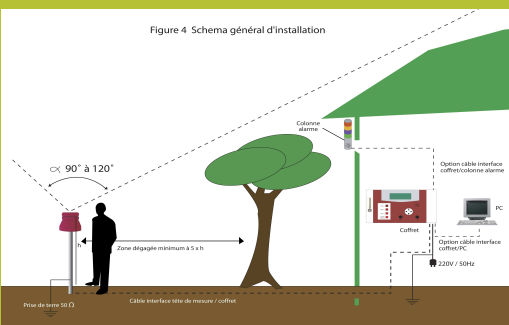 Figure 4 Schema général d'installation
Colonne
alarme
Option câble interface
coffret/colonne alarme
∝ 90˚ à 120˚
PC
Coffret
h
Zone dégagée minimum à 5 x h
Option câble interface
coffret/PC
220V / 50Hz
Prise de terre 50 Ω
Câble interface tête de mesure / coffret